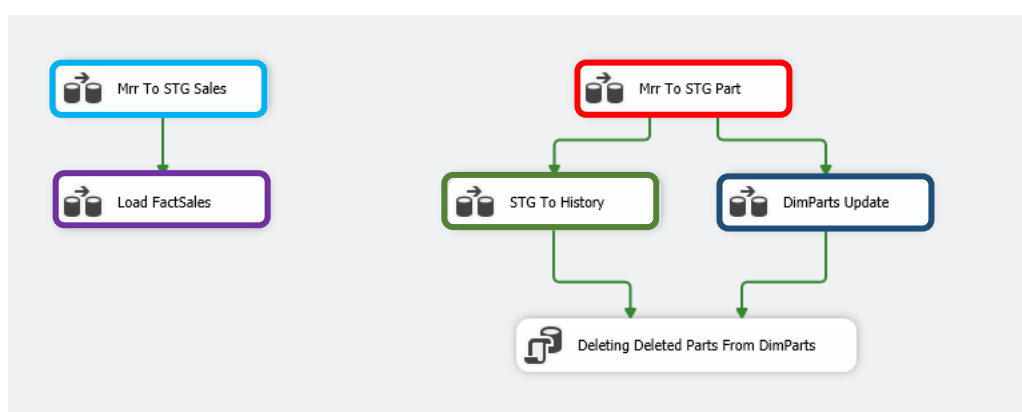 Mrr To STG Sales
Mrr To STG Part
Load FactSales
STG To History
DimParts Update
Deleting Deleted Parts From DimParts